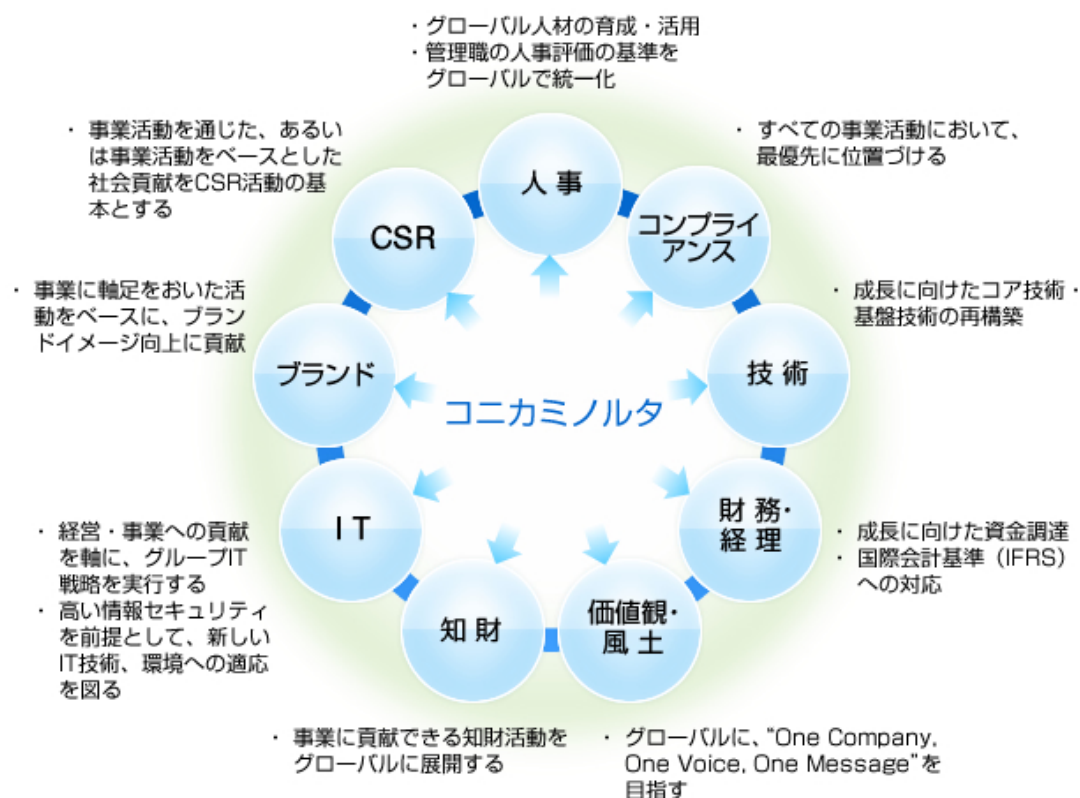 ・ グローバル人材の育成・活用
・ 管理職の人事評価の基準を
グローバルで統一化
人 事
・ すべての事業活動において、
最優先に位置づける
コンプライ
アンス
・ 成長に向けたコア技術・
基盤技術の再構築
技 術
・ 成長に向けた資金調達
・ 国際会計基準（IFRS）
への対応
財 務・
経 理
価値観・
風 土
・ グローバルに、“One Company,
One Voice, One Message”を
目指す
知 財
・ 事業に貢献できる知財活動を
グローバルに展開する
I T
・ 経営・事業への貢献
を軸に、グループIT
戦略を実行する
・ 高い情報セキュリティ
を前提として、新しい
IT技術、環境への適応
を図る
ブランド
・ 事業に軸足をおいた活
動をベースに、ブラン
ドイメージ向上に貢献
CSR
・ 事業活動を通じた、あるい
は事業活動をベースとした
社会貢献をCSR活動の基
本とする
コニカミノルタ